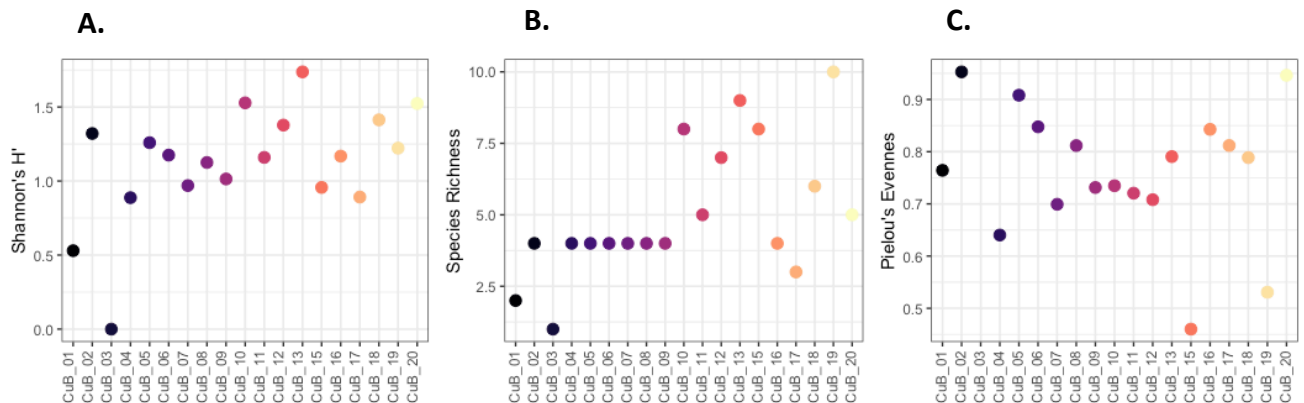 A.
B.
C.
Shannon's H'
1.5
1.0
0.5
0.0
CuB_01
CuB_02
CuB_03
CuB_04
CuB_05
CuB_06
CuB_07
CuB_08
CuB_09
CuB_10
CuB_11
CuB_12
CuB_13
CuB_15
CuB_16
CuB_17
CuB_18
CuB_19
CuB_20
Species Richness
10.0
7.5
5.0
2.5
CuB_01
CuB_02
CuB_03
CuB_04
CuB_05
CuB_06
CuB_07
CuB_08
CuB_09
CuB_10
CuB_11
CuB_12
CuB_13
CuB_15
CuB_16
CuB_17
CuB_18
CuB_19
CuB_20
Pielou's Evennes
0.9
0.8
0.7
0.6
0.5
CuB_01
CuB_02
CuB_03
CuB_04
CuB_05
CuB_06
CuB_07
CuB_08
CuB_09
CuB_10
CuB_11
CuB_12
CuB_13
CuB_15
CuB_16
CuB_17
CuB_18
CuB_19
CuB_20